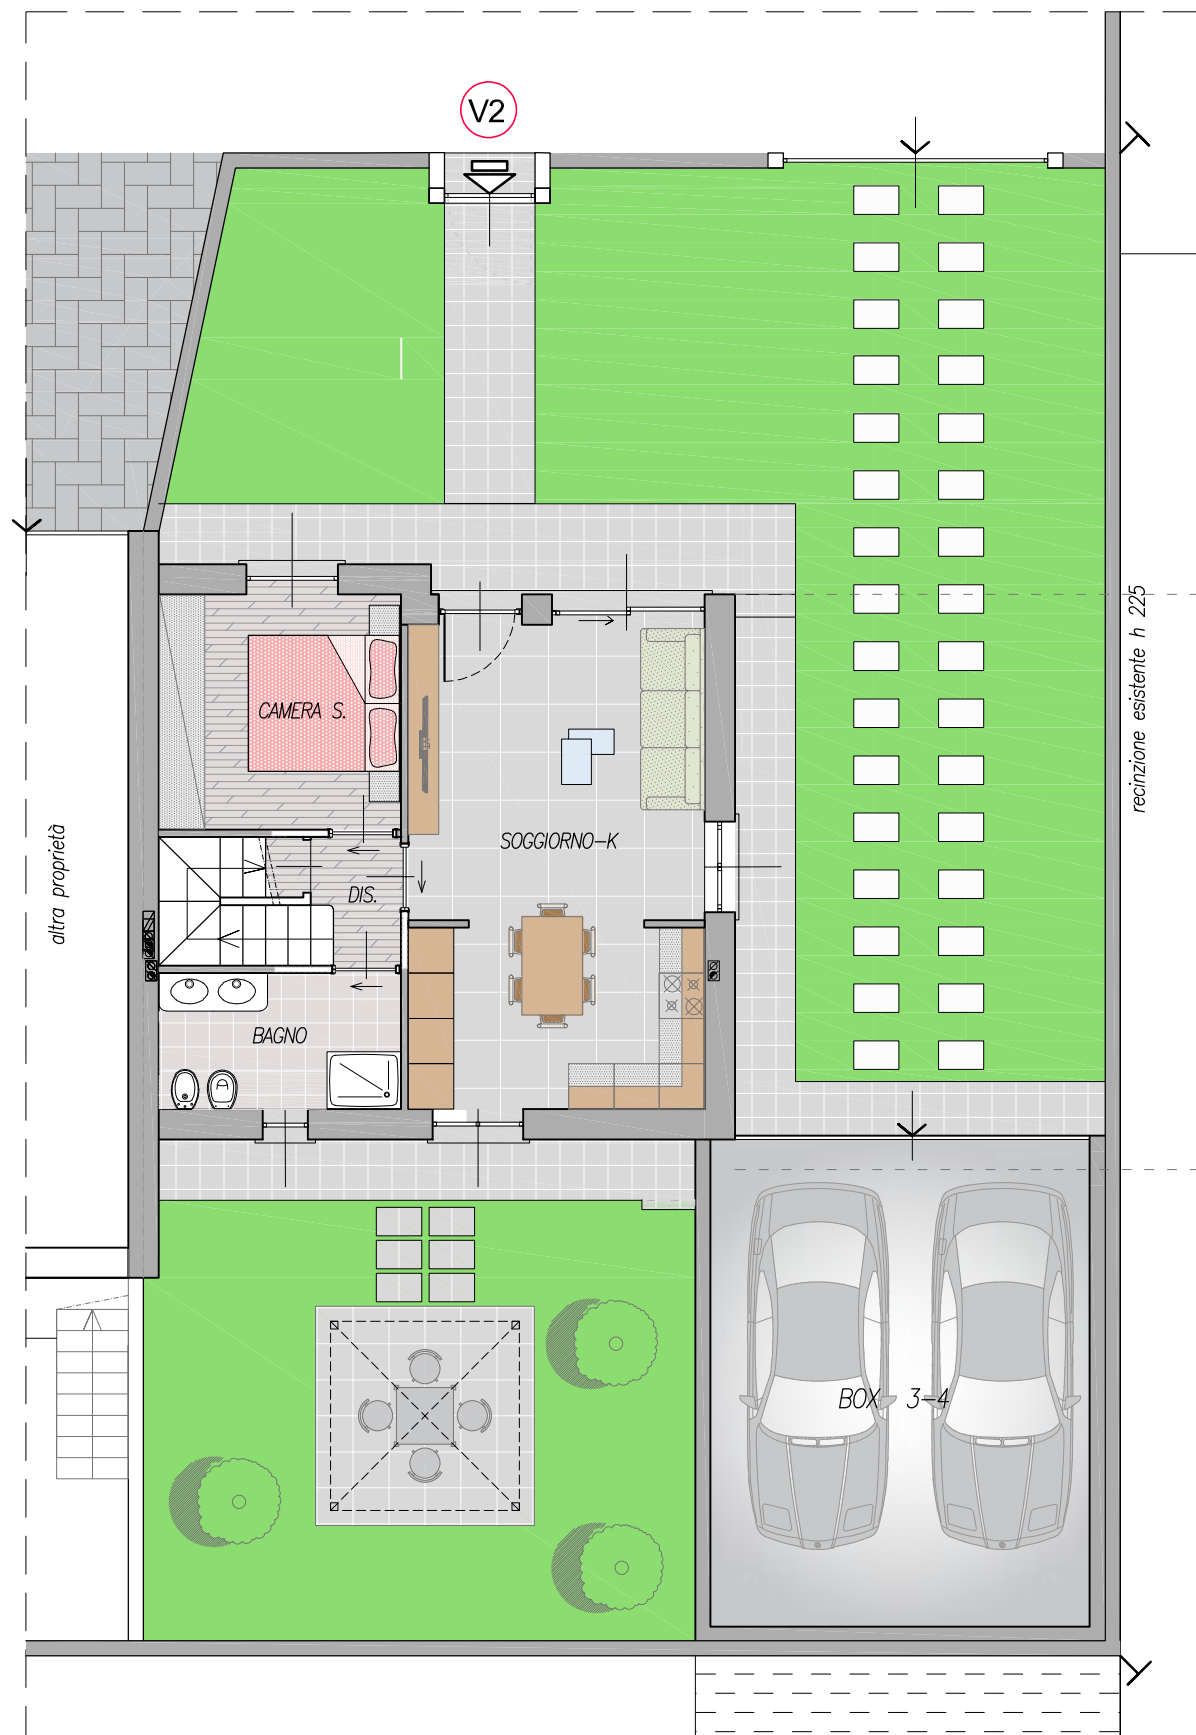 V2
CAMERA S.
recinzione esistente h 225
SOGGIORNO-K
altra proprietà
DIS.
BAGNO
BOX 3-4